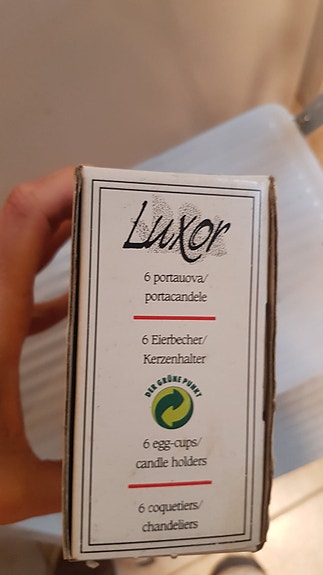 Luxor
6 portauova/
portacandele
6 Eierbecher/
Kerzenhalter
DER GRÜNE PUNKT
6 egg-cups/
candle holders
6 coquetiers/
chandeliers